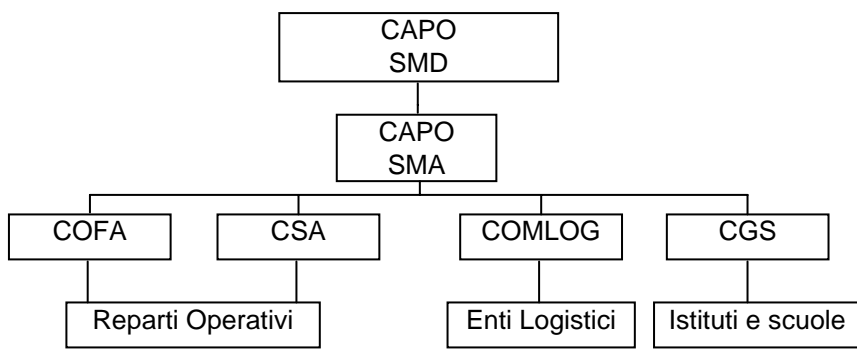 CAPO
SMD
CAPO
SMA
COFA
CSA
COMLOG
CGS
Reparti Operativi
Enti Logistici
Istituti e scuole